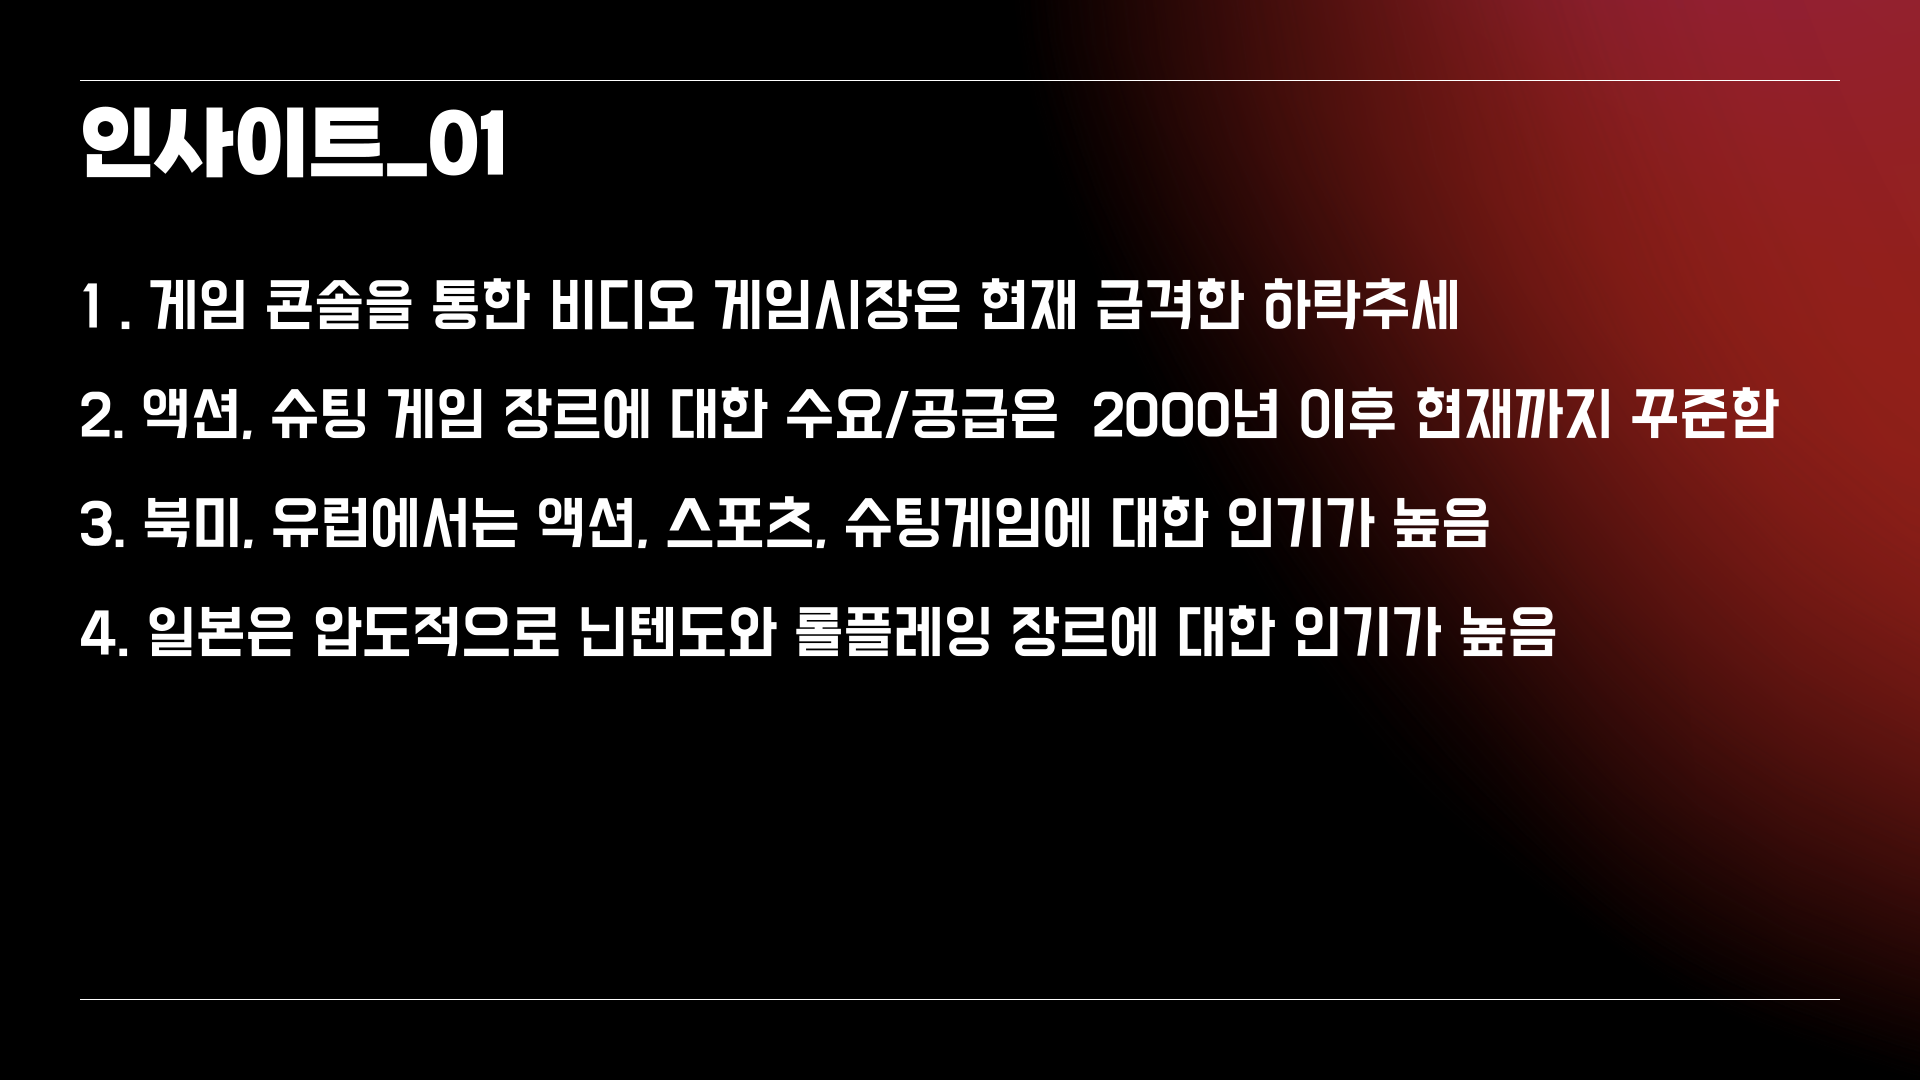 인사이트_01
1 . 게임 콘솔을 통한 비디오 게임시장은 현재 급격한 하락추세
2. 액션, 슈팅 게임 장르에 대한 수요/공급은  2000년 이후 현재까지 꾸준함
3. 북미, 유럽에서는 액션, 스포츠, 슈팅게임에 대한 인기가 높음
4. 일본은 압도적으로 닌텐도와 롤플레잉 장르에 대한 인기가 높음